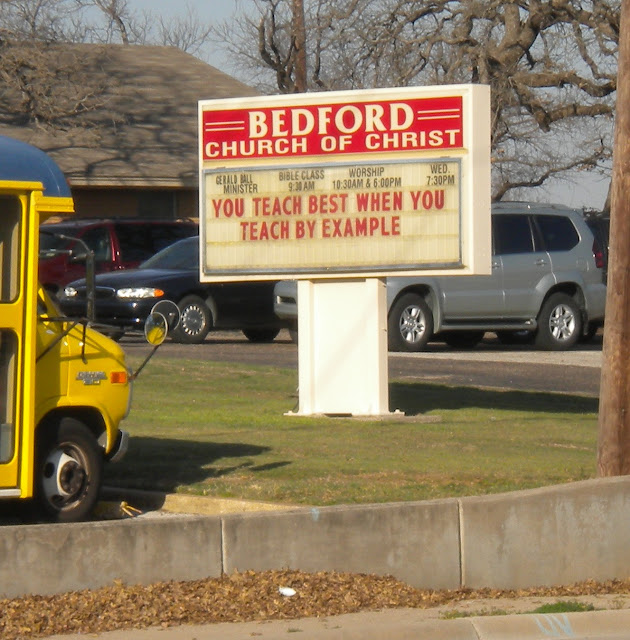 BEDFORD
CHURCH OF CHRIST
GERALD BALL BIBLE CLASS WORSHIP WED.
MINISTER 9:30 AM 10:30AM & 6:00PM 7:30PM
YOU TEACH BEST WHEN YOU
TEACH BY EXAMPLE